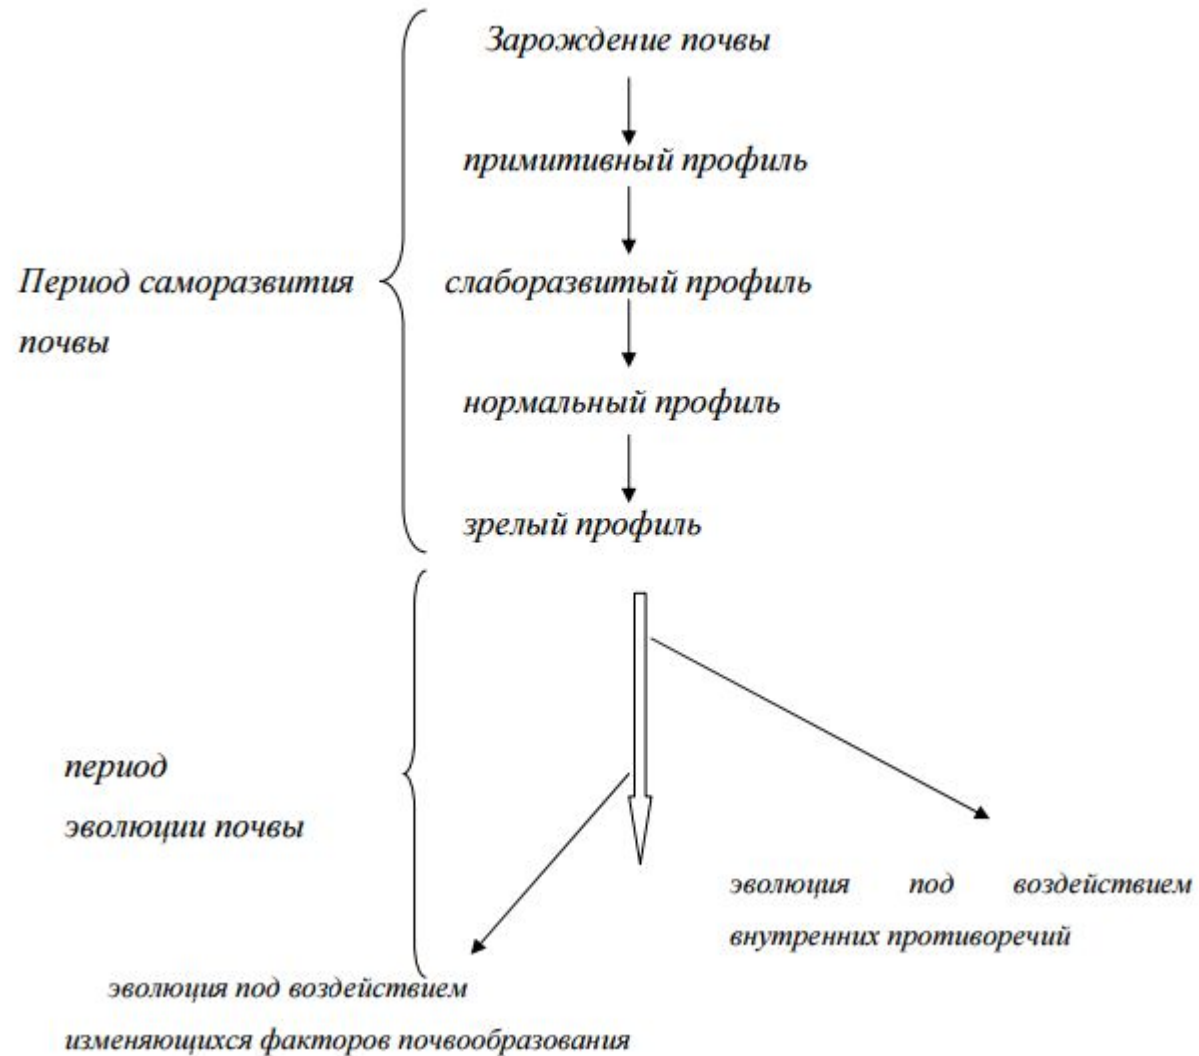 Зарождение почвы
примитивный профиль
Период саморазвития
почвы
слаборазвитый профиль
нормальный профиль
зрелый профиль
период
эволюции почвы
эволюция под воздействием
внутренних противоречий
эволюция под воздействием
изменяющихся факторов почвообразования